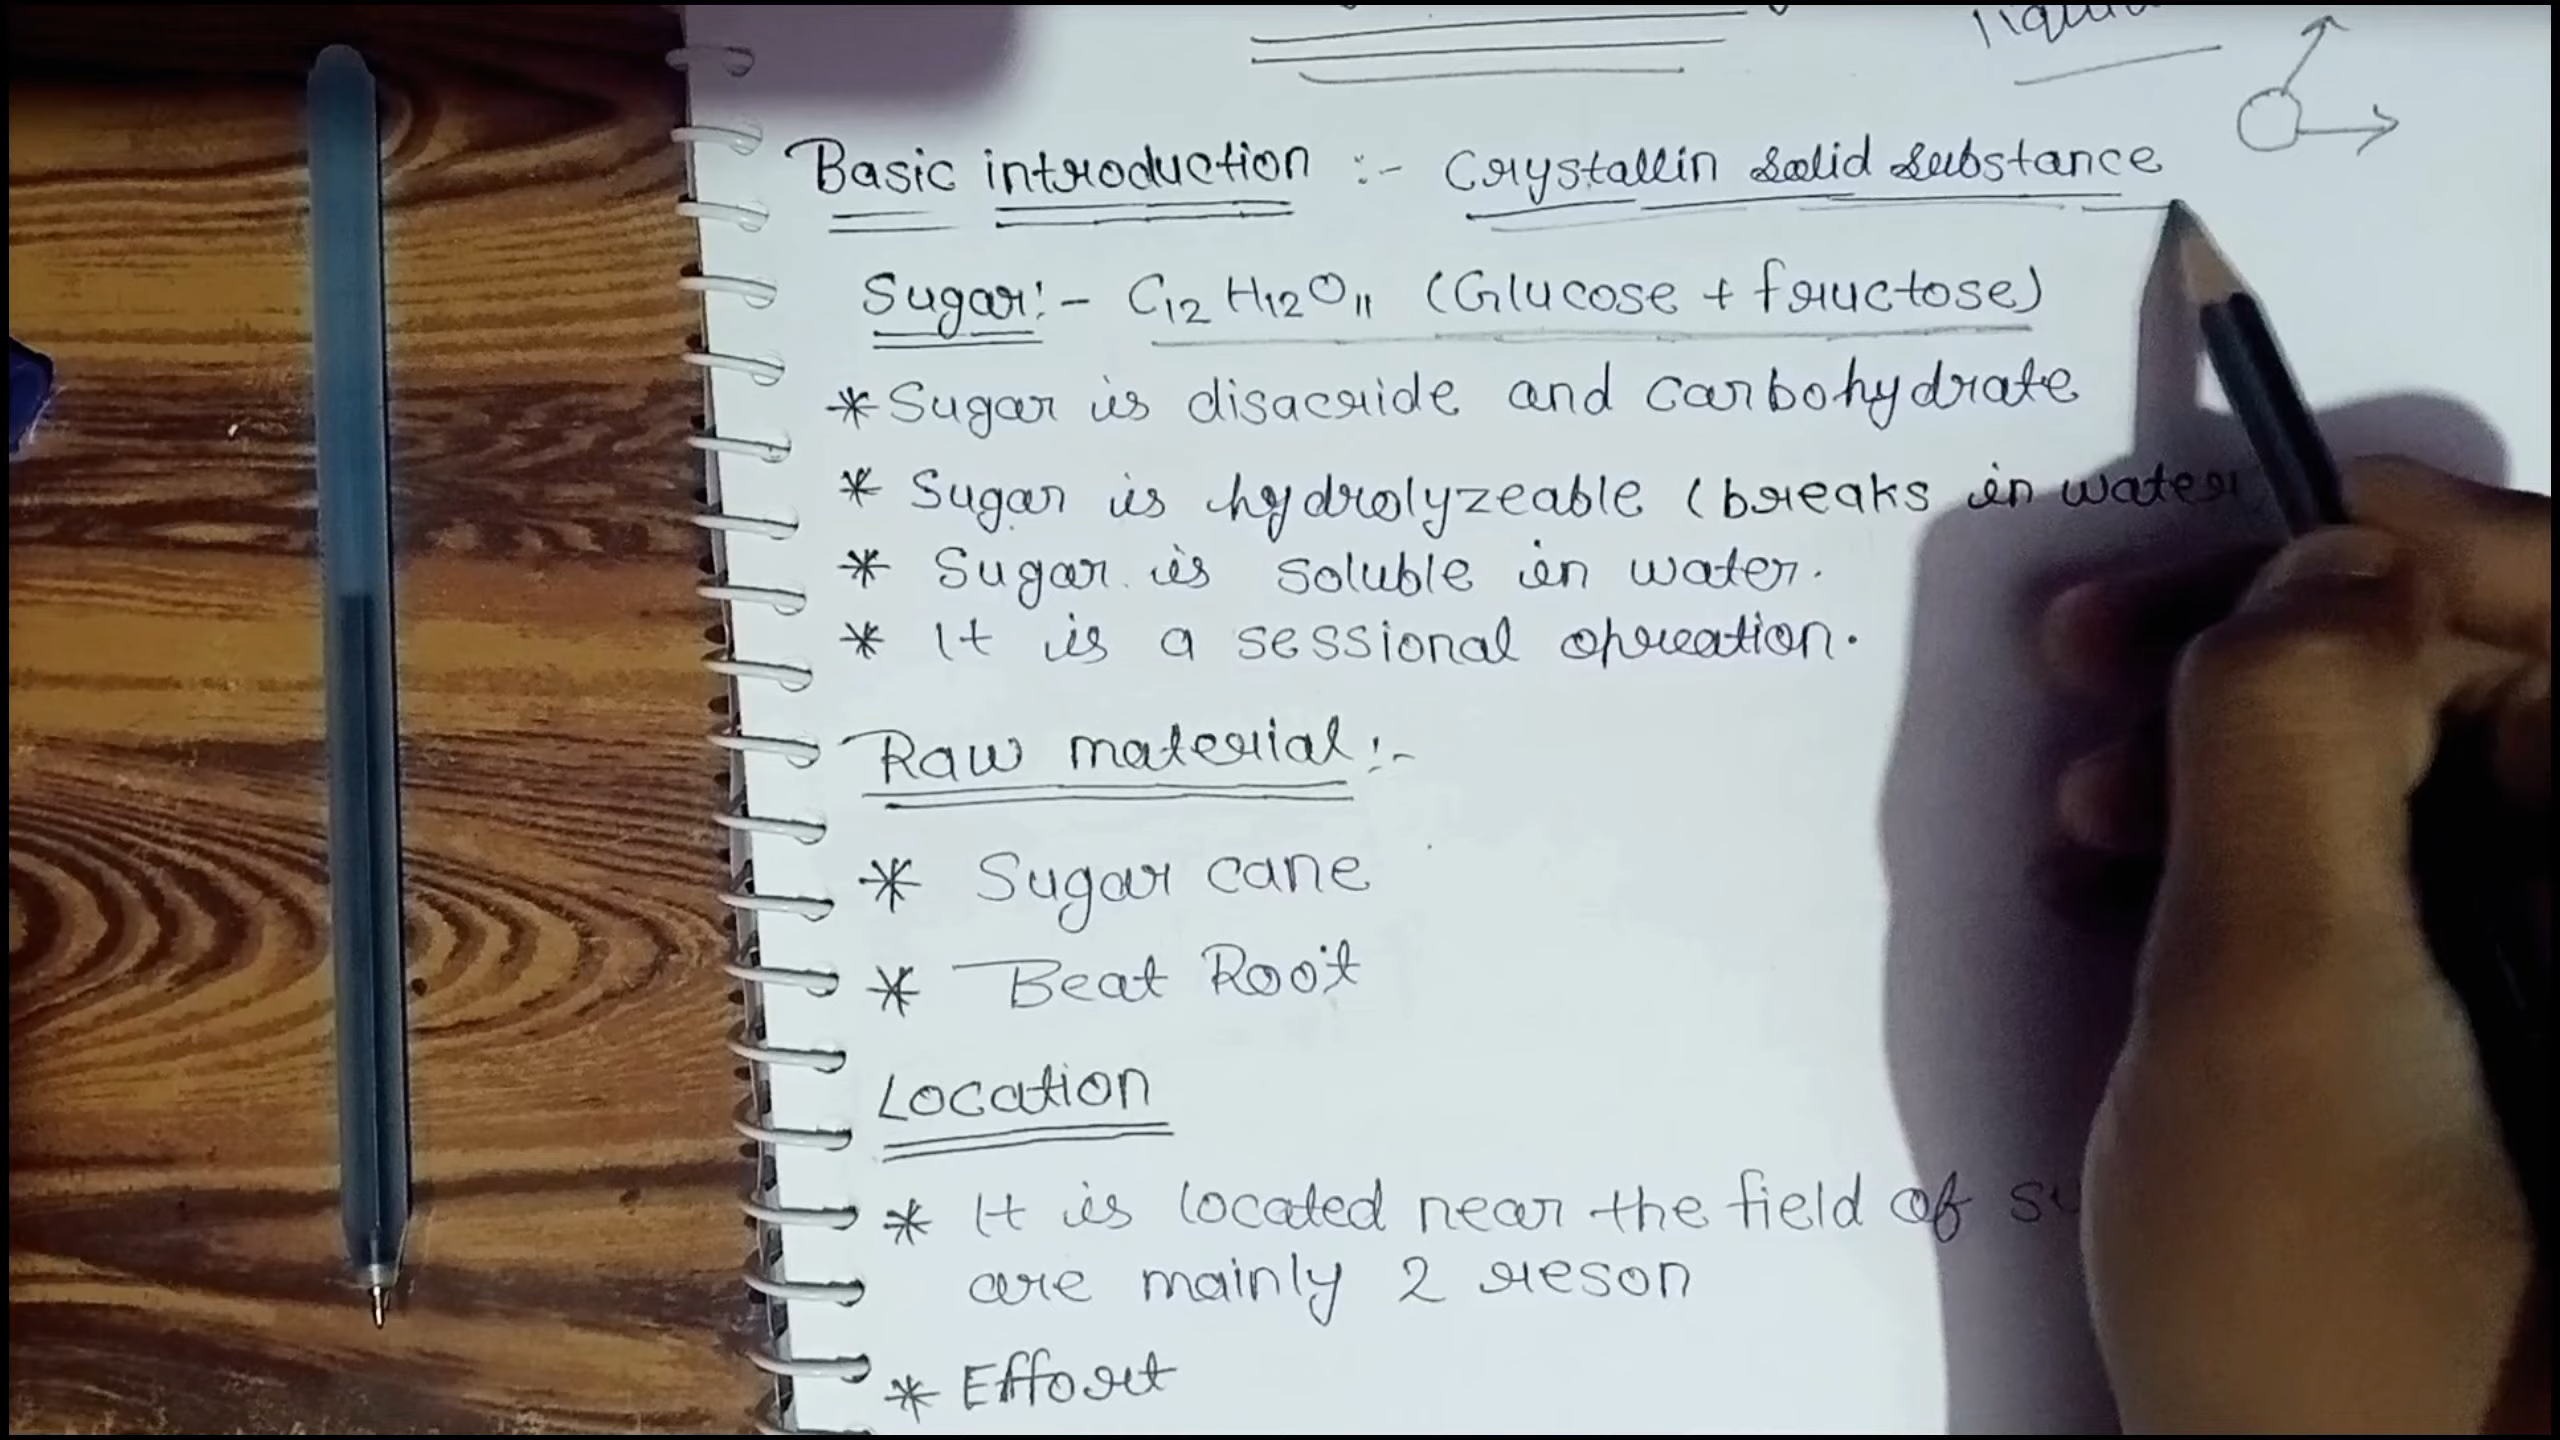 Basic introduction :- Crystallin solid substance
Sugar:- C12 H12O11 (Glucose + fructose)
* Sugar is disacride and carbohydrate
* Sugar is hydrolyzeable (breaks in water
* Sugar is soluble in water.
* It is a sessional opreation.
Raw material:-
* Sugar cane
* Beat Root
Location
* It is located near the field of
are mainly 2 reson
* Effort